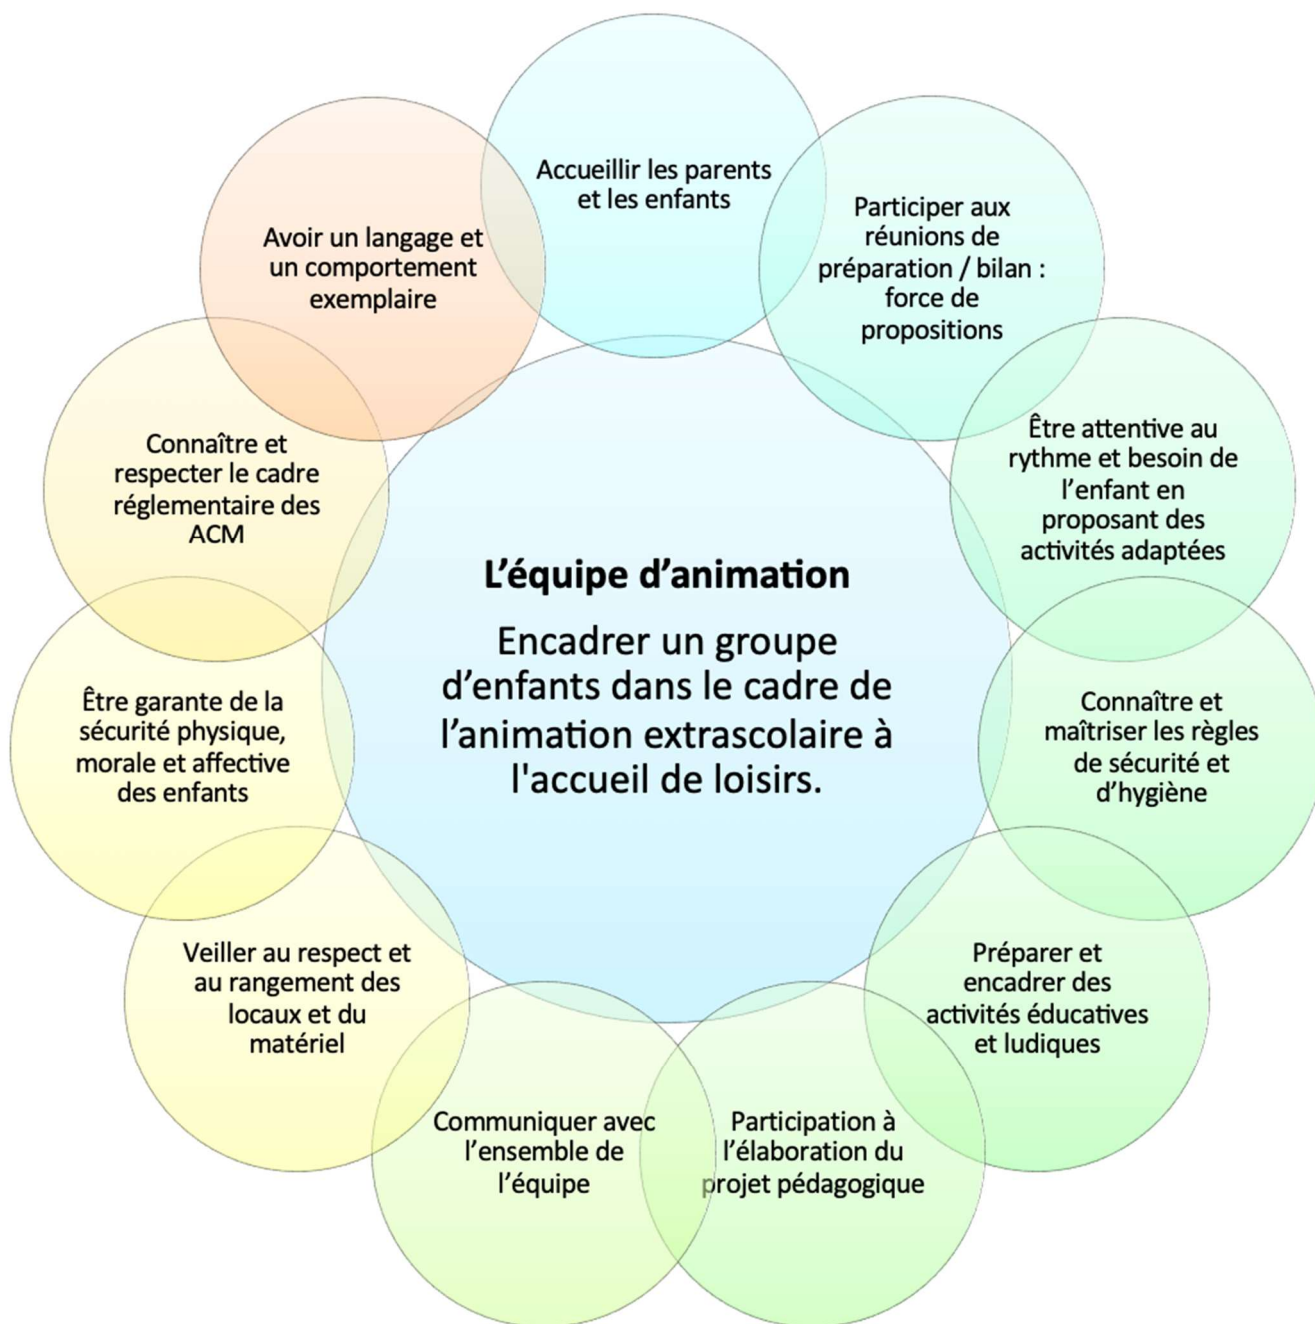 L'équipe d'animation
Encadrer un groupe
d'enfants dans le cadre de
l'animation extrascolaire à
l'accueil de loisirs.
Accueillir les parents
et les enfants
Participer aux
réunions de
préparation / bilan :
force de
propositions
Être attentive au
rythme et besoin de
l'enfant en
proposant des
activités adaptées
Connaître et
maîtriser les règles
de sécurité et
d'hygiène
Préparer et
encadrer des
activités éducatives
et ludiques
Participation à
l'élaboration du
projet pédagogique
Communiquer avec
l'ensemble de
l'équipe
Veiller au respect et
au rangement des
locaux et du
matériel
Être garante de la
sécurité physique,
morale et affective
des enfants
Connaître et
respecter le cadre
réglementaire des
ACM
Avoir un langage et
un comportement
exemplaire